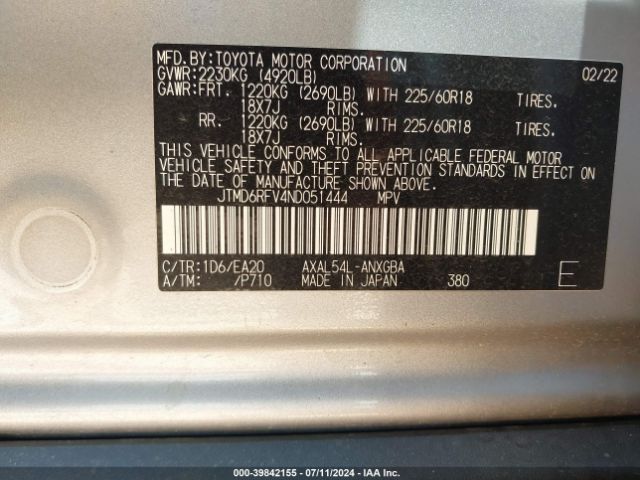 MFD.BY:TOYOTA MOTOR CORPORATION 02/22
GVWR:2230KG (4920LB)
GAWR:FRT. 1220KG (2690LB) WITH 225/60R18 TIRES.
18X7J RIMS.
RR. 1220KG (2690LB) WITH 225/60R18 TIRES.
18X7J RIMS.
THIS VEHICLE CONFORMS TO ALL APPLICABLE FEDERAL MOTOR
VEHICLE SAFETY AND THEFT PREVENTION STANDARDS IN EFFECT ON
THE DATE OF MANUFACTURE SHOWN ABOVE.
JTMD6RFV4ND051444 MPV
C/TR:1D6/EA20 AXAL54L-ANXGBA
A/TM: /P710 MADE IN JAPAN 380 E
000-39842155 - 07/11/2024 - IAA Inc.